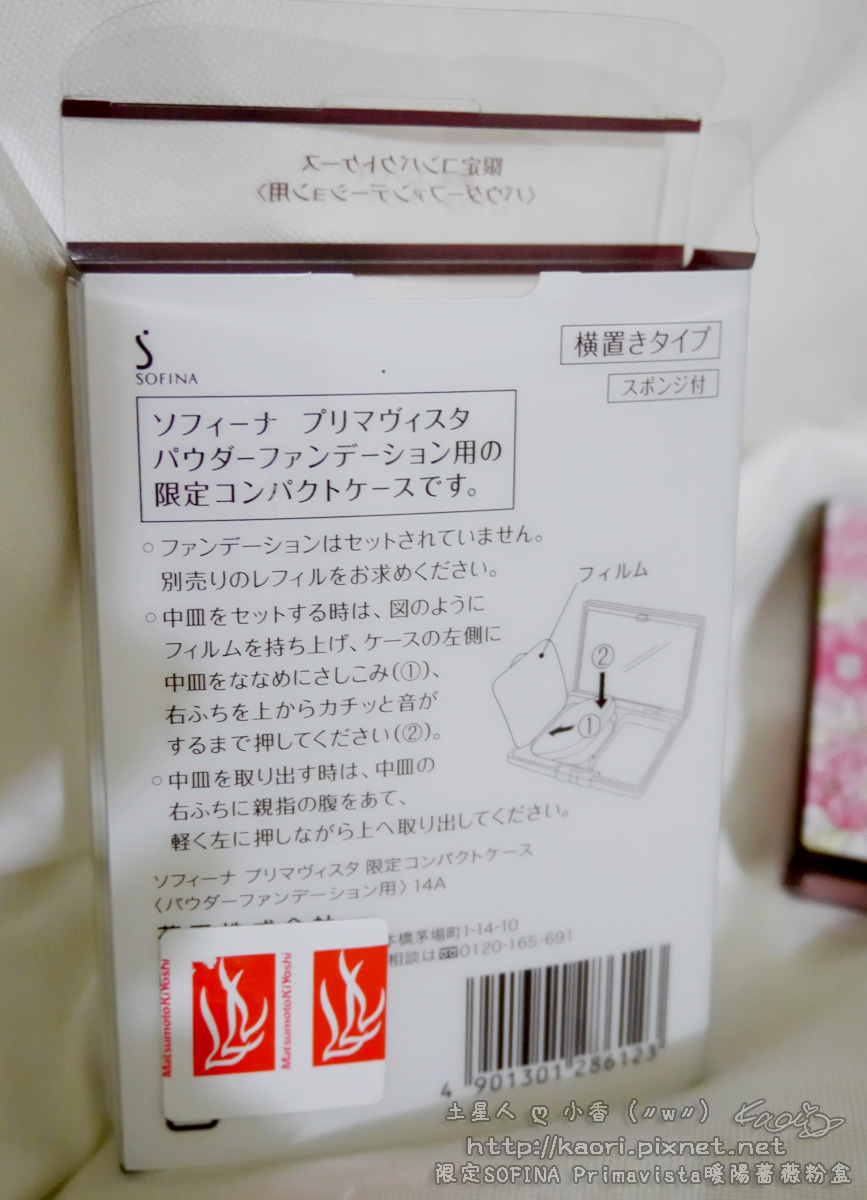 限定コンパクトケース
〈パウダーファンデーション用〉
SOFINA
横置きタイプ
スポンジ付
ソフィーナ プリマヴィスタ
パウダーファンデーション用の
限定コンパクトケースです。
○ファンデーションはセットされていません。
別売りのレフィルをお求めください。
○中皿をセットする時は、図のように
フィルムを持ち上げ、ケースの左側に
中皿をななめにさしこみ(①)、
右ふちを上からカチッと音が
するまで押してください(②)。
フィルム
②
①
○中皿を取り出す時は、中皿の
右ふちに親指の腹をあて、
軽く左に押しながら上へ取り出してください。
ソフィーナ プリマヴィスタ 限定コンパクトケース
〈パウダーファンデーション用〉14A
本橋茅場町1-14-10
相談は 0120-165-691
MatsumotoKiYoshi
MatsumotoKiYoshi
4 901301 286123
土星人 ღ 小香 (〃w〃) Kaori
http://kaori.pixnet.net
限定SOFINA Primavista暖陽薔薇粉盒